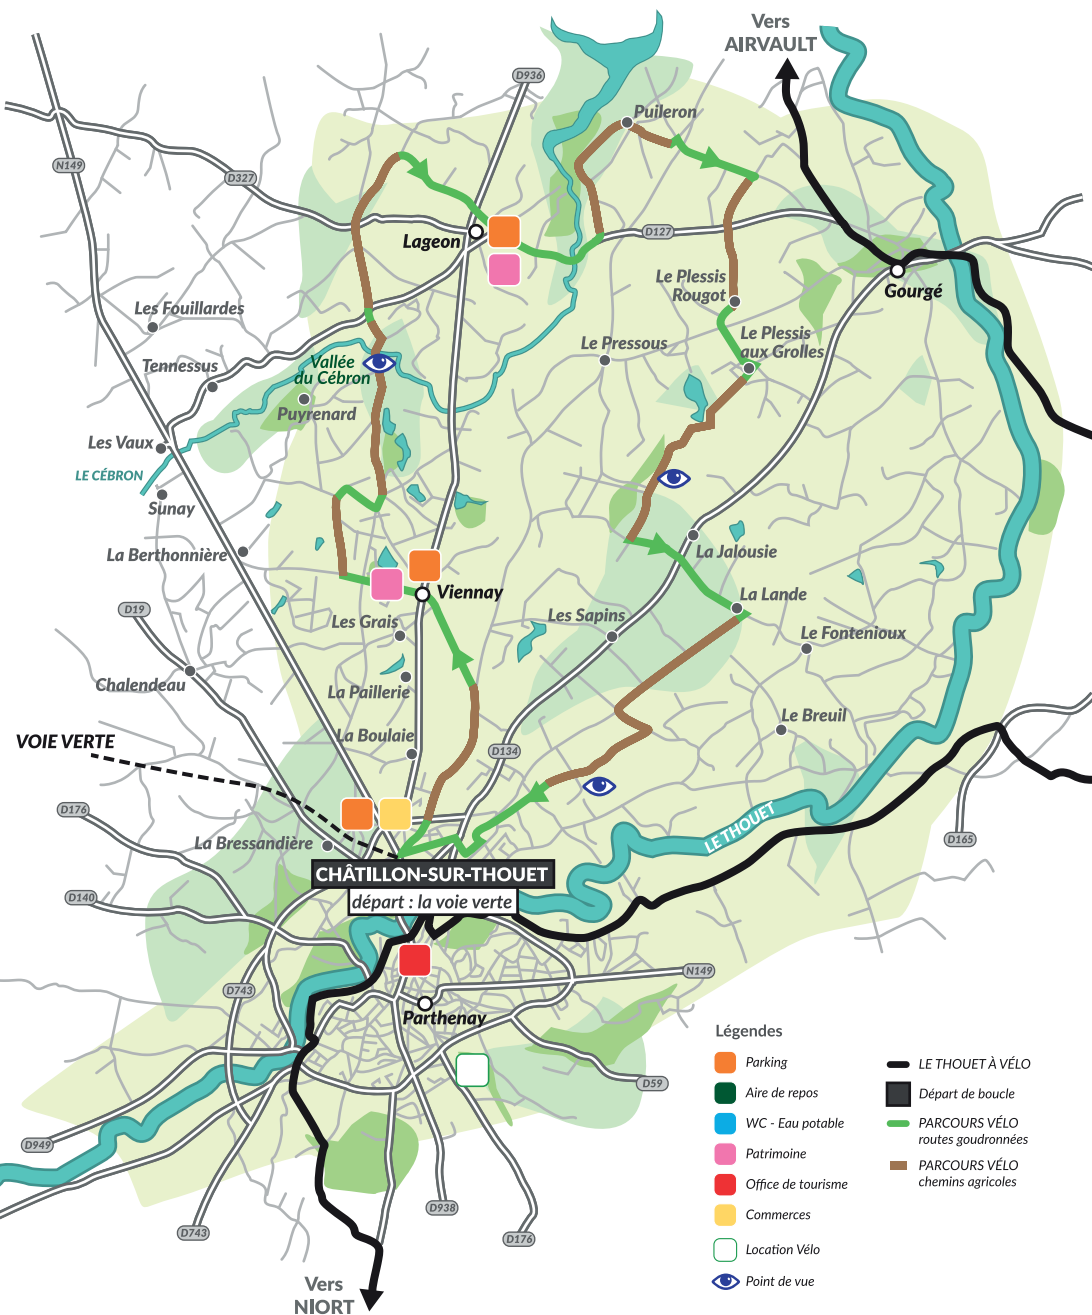 Vers
AIRVAULT
D936
Puileron
N149
D327
Lageon
D127
Le Plessis
Rougot
Gourgé
Les Fouillardes
Le Pressous
Le Plessis
aux Grolles
Tennessus
Vallée
du Cébron
Puyrenard
Les Vaux
LE CÉBRON
Sunay
La Berthonnière
La Jalousie
Viennay
La Lande
D19
Les Grais
Les Sapins
Le Fontenioux
Chalendeau
La Paillerie
Le Breuil
La Boulaie
VOIE VERTE
D134
D176
LE THOUET
D165
La Bressandière
CHÂTILLON-SUR-THOUET
départ : la voie verte
D140
N149
D743
Parthenay
D59
D949
D938
D743
D176
Vers
NIORT
Légendes
Parking
Aire de repos
WC - Eau potable
Patrimoine
Office de tourisme
Commerces
Location Vélo
Point de vue
LE THOUET À VÉLO
Départ de boucle
PARCOURS VÉLO
routes goudronnées
PARCOURS VÉLO
chemins agricoles